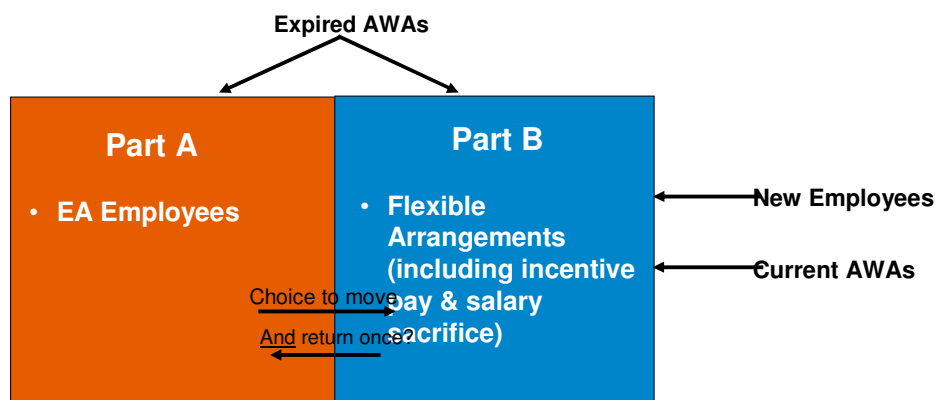 Expired AWAs
Part A
• EA Employees
Part B
• Flexible
Arrangements
(including incentive
pay & salary
sacrifice)
Choice to move
And return once?
New Employees
Current AWAs